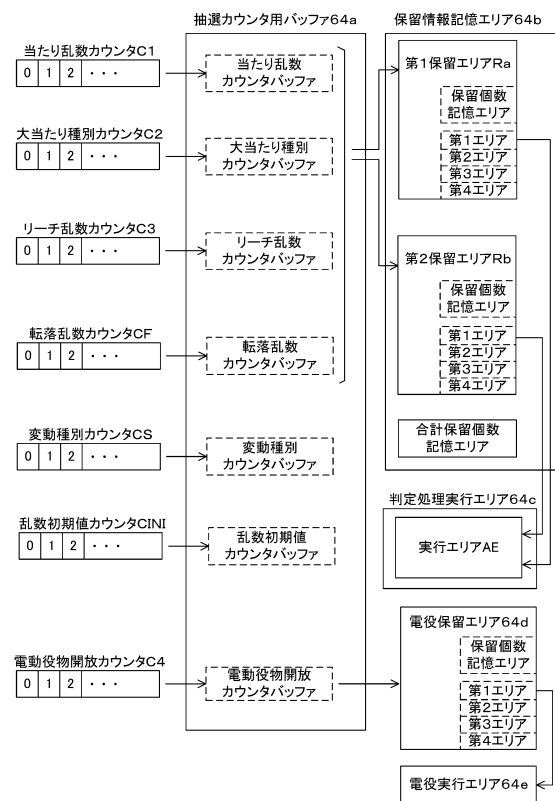 抽選カウンタ用バッファ64a
保留情報記憶エリア64b
当たり乱数カウンタC1
0 1 2 ・・・
当たり乱数
カウンタバッファ
大当たり種別カウンタC2
0 1 2 ・・・
大当たり種別
カウンタバッファ
リーチ乱数カウンタC3
0 1 2 ・・・
リーチ乱数
カウンタバッファ
転落乱数カウンタCF
0 1 2 ・・・
転落乱数
カウンタバッファ
変動種別カウンタCS
0 1 2 ・・・
変動種別
カウンタバッファ
乱数初期値カウンタCINI
0 1 2 ・・・
乱数初期値
カウンタバッファ
電動役物開放カウンタC4
0 1 2 ・・・
電動役物開放
カウンタバッファ
第1保留エリアRa
保留個数
記憶エリア
第1エリア
第2エリア
第3エリア
第4エリア
第2保留エリアRb
保留個数
記憶エリア
第1エリア
第2エリア
第3エリア
第4エリア
合計保留個数
記憶エリア
判定処理実行エリア64c
実行エリアAE
電役保留エリア64d
保留個数
記憶エリア
第1エリア
第2エリア
第3エリア
第4エリア
電役実行エリア64e